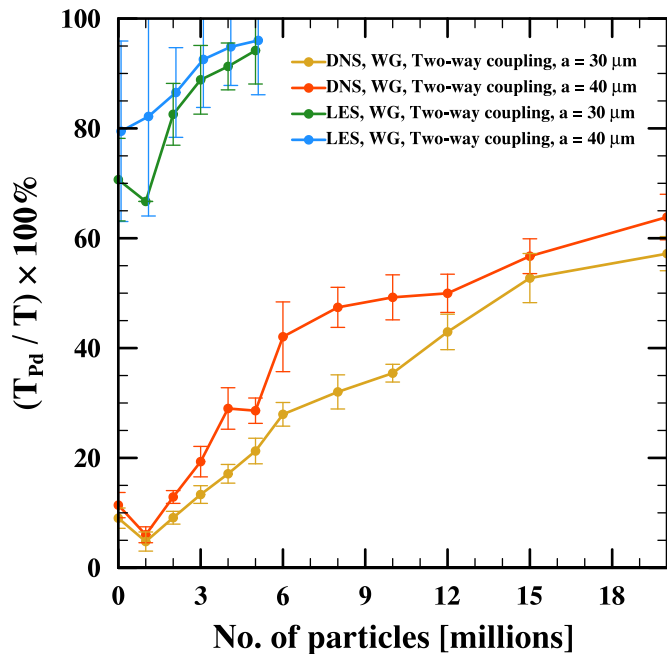 100
80
60
40
20
0
(T_Pd / T) × 100%
DNS, WG, Two-way coupling, a = 30 μm
DNS, WG, Two-way coupling, a = 40 μm
LES, WG, Two-way coupling, a = 30 μm
LES, WG, Two-way coupling, a = 40 μm
0 3 6 9 12 15 18
No. of particles [millions]